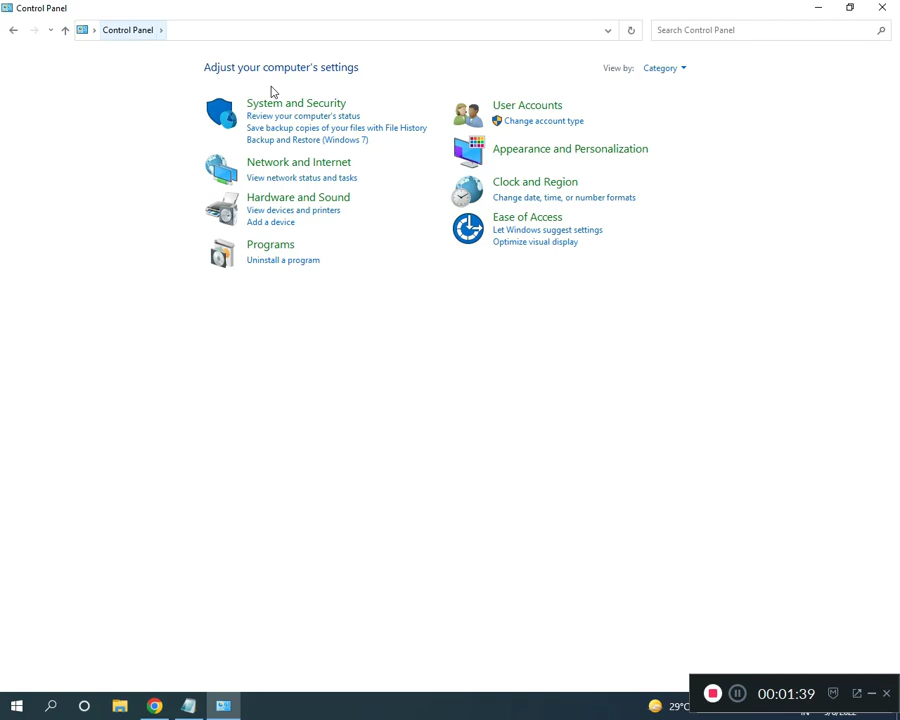 Control Panel
Control Panel
Search Control Panel
Adjust your computer's settings
View by: Category
System and Security
Review your computer's status
Save backup copies of your files with File History
Backup and Restore (Windows 7)
Network and Internet
View network status and tasks
Hardware and Sound
View devices and printers
Add a device
Programs
Uninstall a program
User Accounts
Change account type
Appearance and Personalization
Clock and Region
Change date, time, or number formats
Ease of Access
Let Windows suggest settings
Optimize visual display
29°C
00:01:39